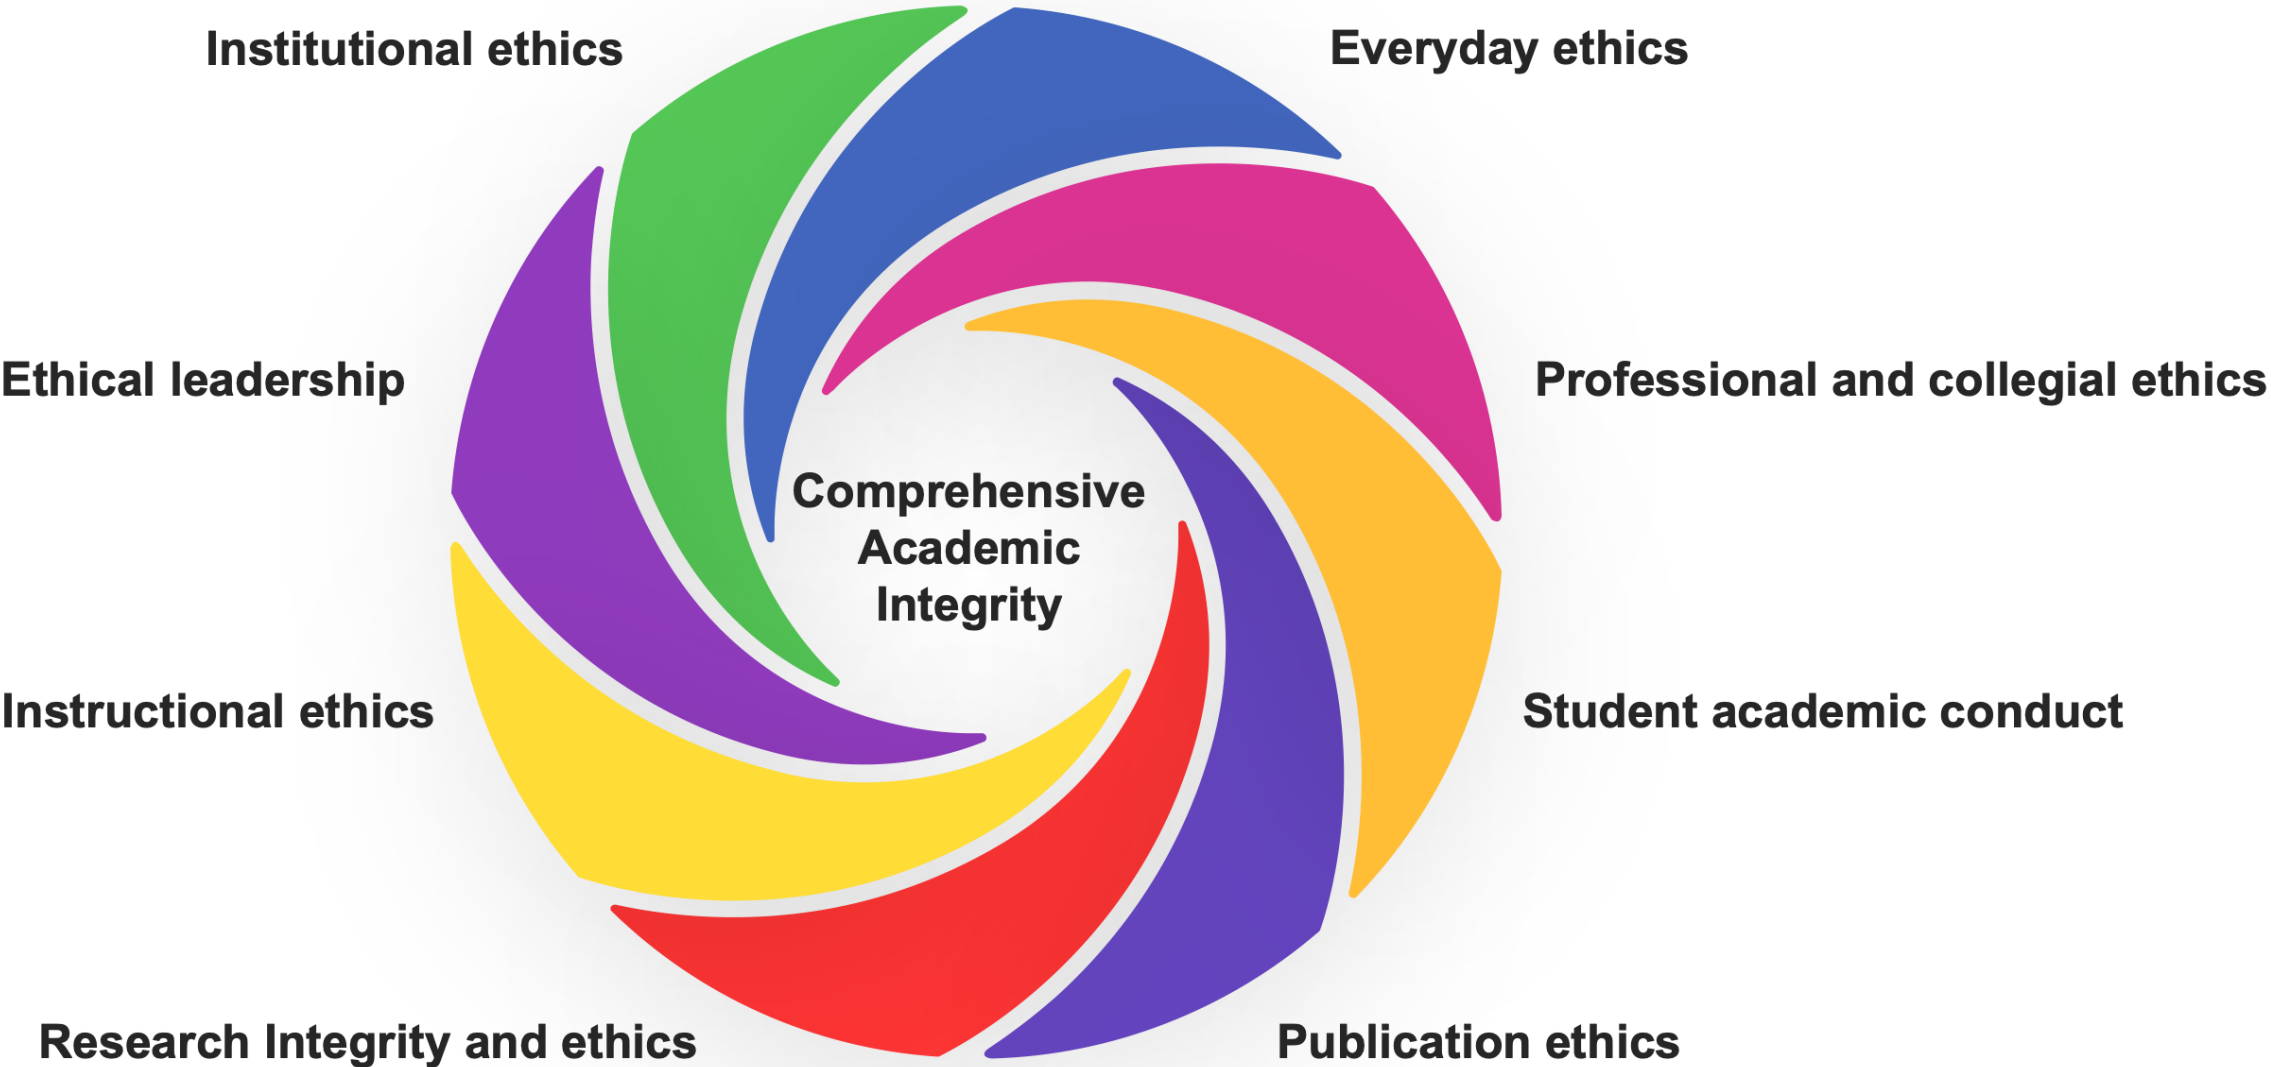 Institutional ethics
Everyday ethics
Ethical leadership
Professional and collegial ethics
Comprehensive
Academic
Integrity
Instructional ethics
Student academic conduct
Research Integrity and ethics
Publication ethics